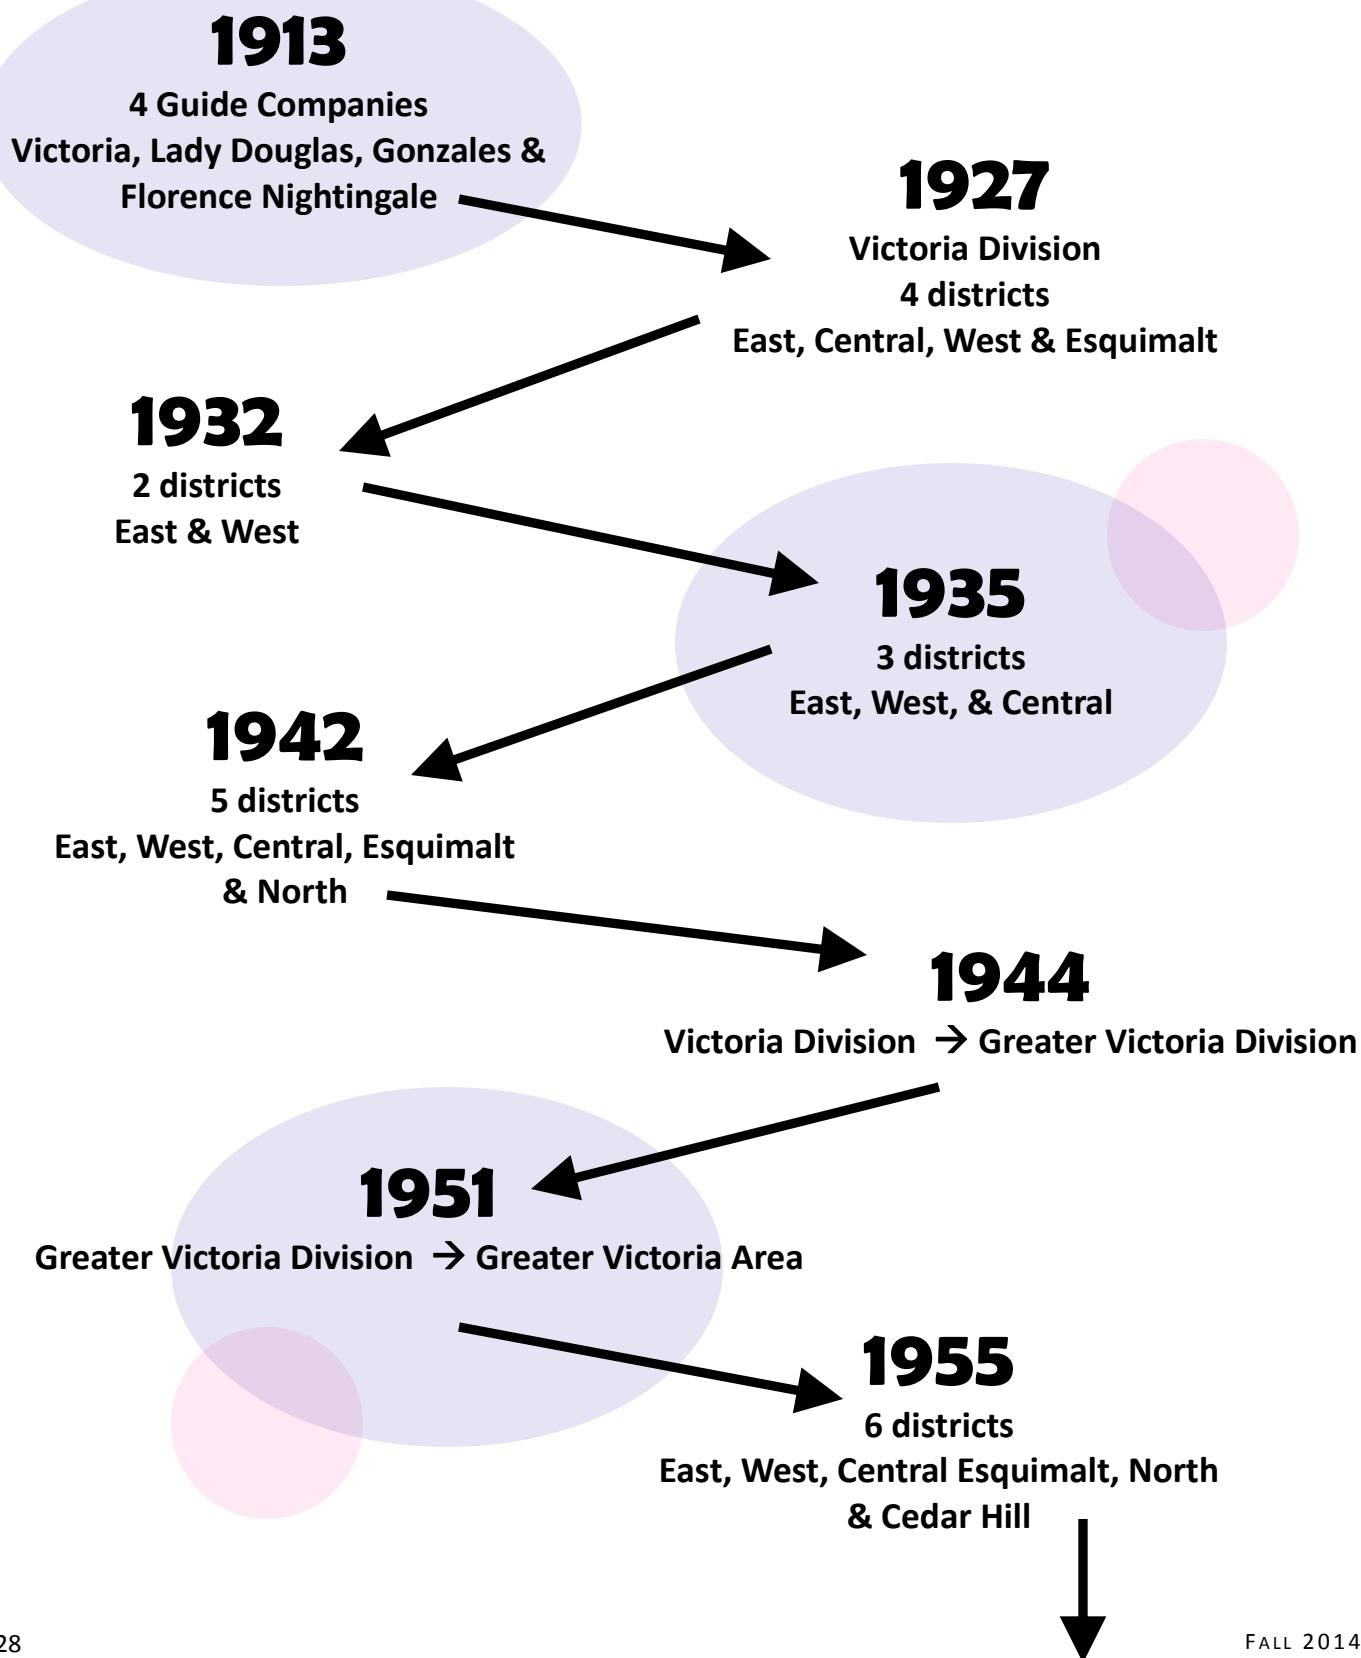 1913
4 Guide Companies
Victoria, Lady Douglas, Gonzales &
Florence Nightingale
1927
Victoria Division
4 districts
East, Central, West & Esquimalt
1932
2 districts
East & West
1935
3 districts
East, West, & Central
1942
5 districts
East, West, Central, Esquimalt
& North
1944
Victoria Division → Greater Victoria Division
1951
Greater Victoria Division → Greater Victoria Area
1955
6 districts
East, West, Central Esquimalt, North
& Cedar Hill
28
FALL 2014